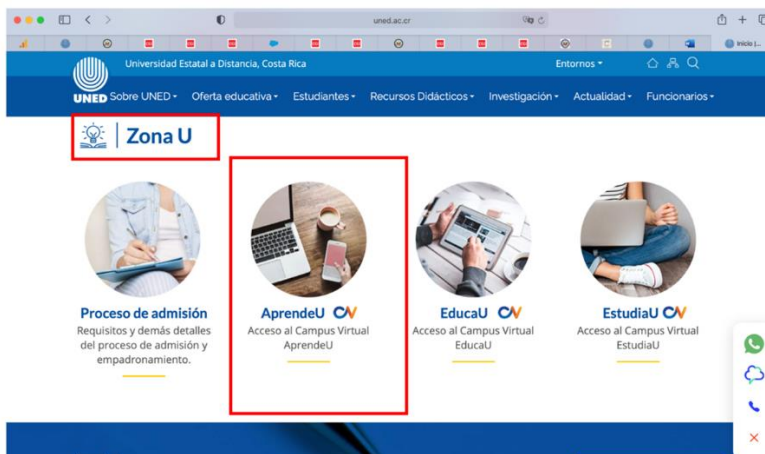 uned.ac.cr
Inicio |...
Universidad Estatal a Distancia, Costa Rica
Entornos
UNED
Sobre UNED
Oferta educativa
Estudiantes
Recursos Didácticos
Investigación
Actualidad
Funcionarios
Zona U
Proceso de admisión
Requisitos y demás detalles
del proceso de admisión y
empadronamiento.
AprendeU
Acceso al Campus Virtual
AprendeU
EducaU
Acceso al Campus Virtual
EducaU
EstudiaU
Acceso al Campus Virtual
EstudiaU